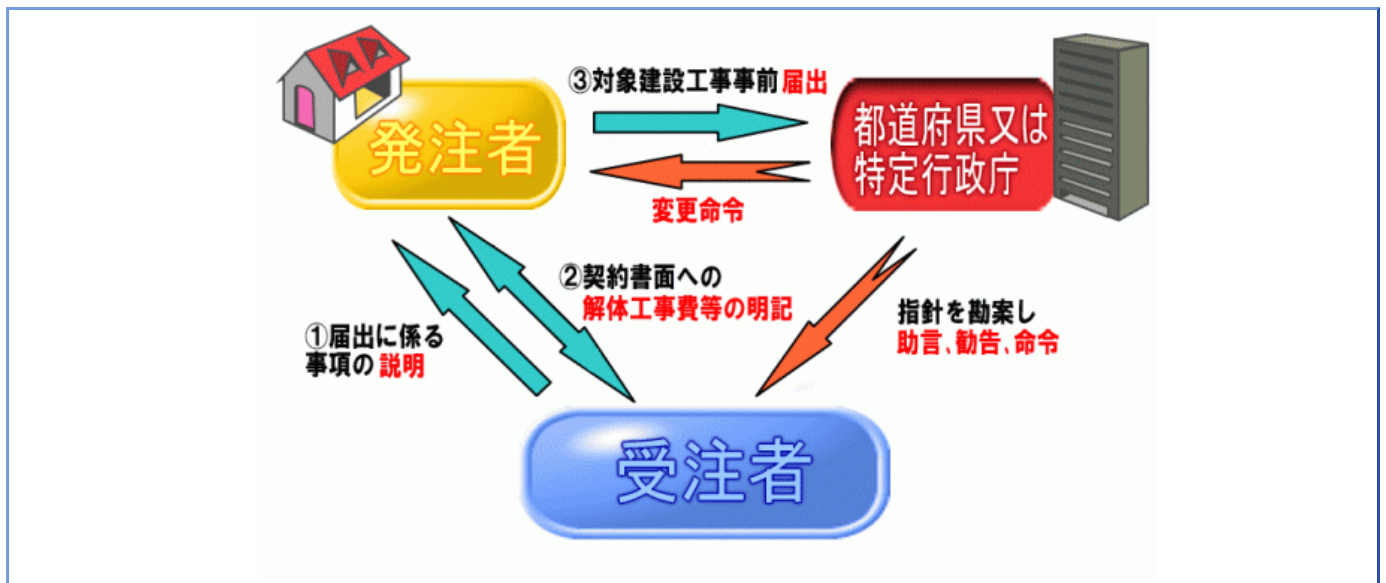 ③対象建設工事事前届出
発注者
都道府県又は
特定行政庁
変更命令
②契約書面への
解体工事費等の明記
①届出に係る
事項の説明
指針を勘案し
助言、勧告、命令
受注者